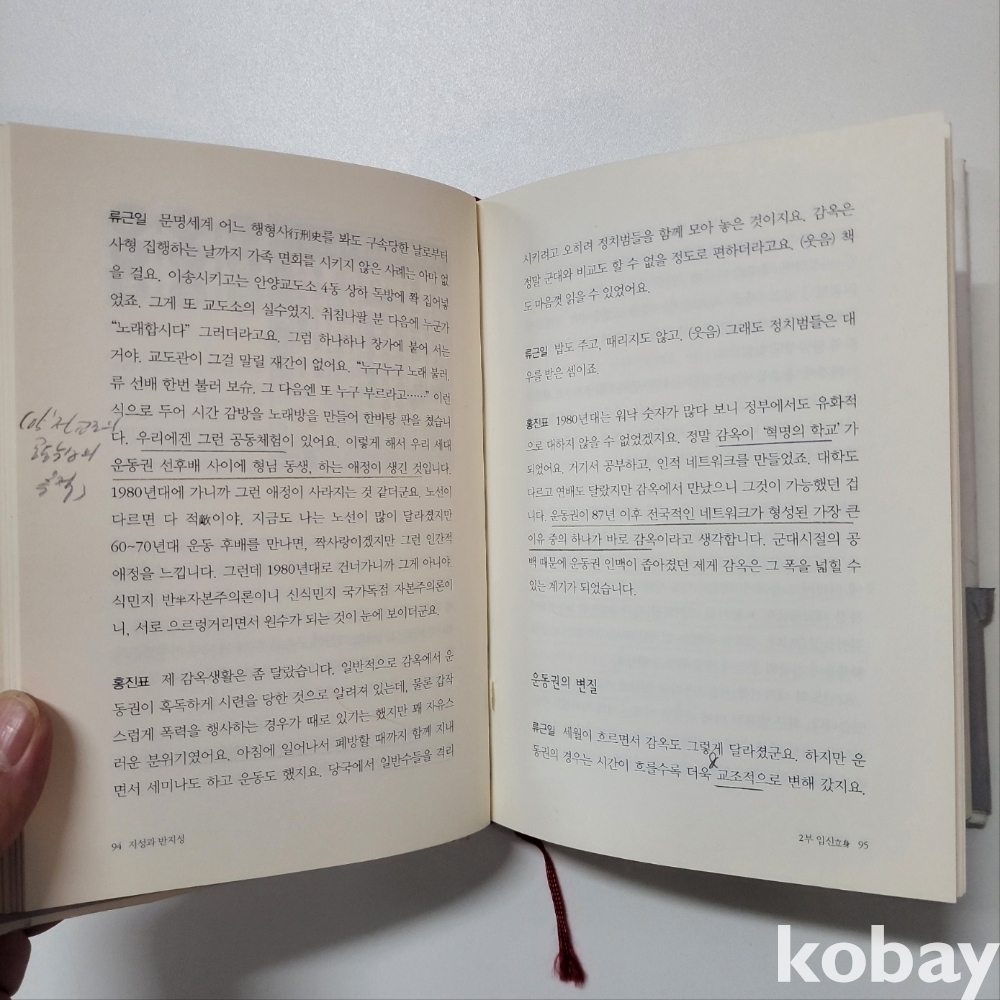 류근일 문명세계 어느 행형사行刑史를 봐도 구속당한 날로부터
사형 집행하는 날까지 가족 면회를 시키지 않은 사례는 아마 없
을 걸요. 이송시키고는 안양교도소 4동 상하 독방에 확 집어넣
었죠. 그게 또 교도소의 실수였지. 취침나팔 분 다음에 누군가
“노래합시다” 그러더라고요. 그럼 하나하나 창가에 붙어 서는
거야. 교도관이 그걸 말릴 재간이 없어요. “누구누구 노래 불러.
류 선배 한번 불러 보슈. 그 다음엔 또 누구 부르라고……” 이런
식으로 두어 시간 감방을 노래방을 만들어 한바탕 판을 쳤습니
다. 우리에겐 그런 공동체험이 있어요. 이렇게 해서 우리 세대
운동권 선후배 사이에 형님 동생, 하는 애정이 생긴 것입니다.
1980년대에 가니까 그런 애정이 사라지는 것 같더군요. 노선이
다르면 다 적敵이야. 지금도 나는 노선이 많이 달라졌지만
60~70년대 운동 후배를 만나면, 짝사랑이겠지만 그런 인간적
애정을 느낍니다. 그런데 1980년대로 건너가니까 그게 아니야
식민지 반半자본주의론이니 신식민지 국가독점 자본주의론이
니, 서로 으르렁거리면서 원수가 되는 것이 눈에 보이더군요.
홍진표 제 감옥생활은 좀 달랐습니다. 일반적으로 감옥에서 운
동권이 혹독하게 시련을 당한 것으로 알려져 있는데, 물론 갑작
스럽게 폭력을 행사하는 경우가 때로 있기는 했지만 꽤 자유스
러운 분위기였어요. 아침에 일어나서 폐방할 때까지 함께 지내
면서 세미나도 하고 운동도 했지요. 당국에서 일반수들을 격리
94 지성과 반지성
시키려고 오히려 정치범들을 함께 모아 놓은 것이지요. 감옥은
정말 군대와 비교도 할 수 없을 정도로 편하더라고요. (웃음) 책
도 마음껏 읽을 수 있었어요.
류근일 밥도 주고, 때리지도 않고, (웃음) 그래도 정치범들은 대
우를 받은 셈이죠.
홍진표 1980년대는 워낙 숫자가 많다 보니 정부에서도 유화적
으로 대하지 않을 수 없었겠지요. 정말 감옥이 ‘혁명의 학교’가
되었어요. 거기서 공부하고, 인적 네트워크를 만들었죠. 대학도
다르고 연배도 달랐지만 감옥에서 만났으니 그것이 가능했던 겁
니다. 운동권이 87년 이후 전국적인 네트워크가 형성된 가장 큰
이유 중의 하나가 바로 감옥이라고 생각합니다. 군대시절의 공
백 때문에 운동권 인맥이 좁아졌던 제게 감옥은 그 폭을 넓힐 수
있는 계기가 되었습니다.
운동권의 변질
류근일 세월이 흐르면서 감옥도 그렇게 달라졌군요. 하지만 운
동권의 경우는 시간이 흐를수록 더욱 교조적으로 변해 갔지요.
2부 입신立身 95
kobay